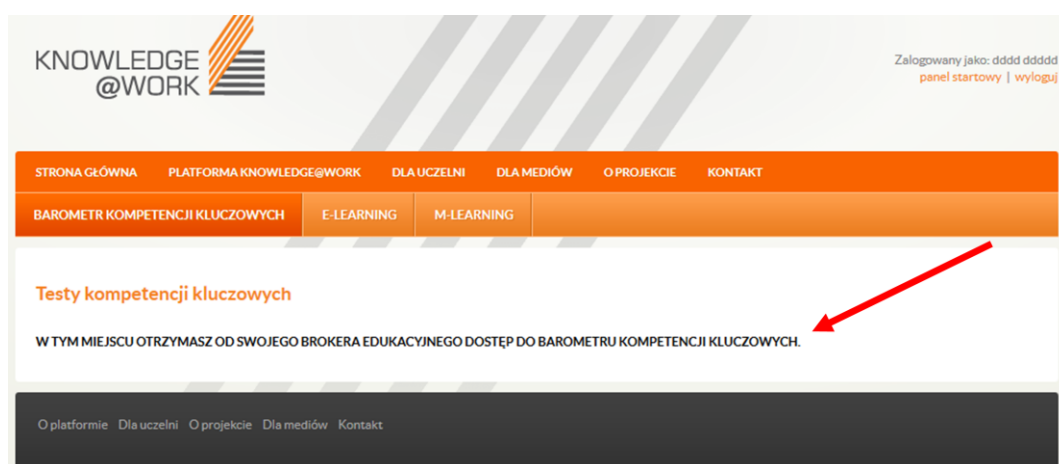 KNOWLEDGE
@WORK
Zalogowany jako: dddd ddddd
panel startowy | wyloguj
STRONA GŁÓWNA PLATFORMA KNOWLEDGE@WORK DLA UCZELNI DLA MEDIÓW O PROJEKCIE KONTAKT
BAROMETR KOMPETENCJI KLUCZOWYCH E-LEARNING M-LEARNING
Testy kompetencji kluczowych
W TYM MIEJSCU OTRZYMASZ OD SWOJEGO BROKERA EDUKACYJNEGO DOSTĘP DO BAROMETRU KOMPETENCJI KLUCZOWYCH.
O platformie Dla uczelni O projekcie Dla mediów Kontakt